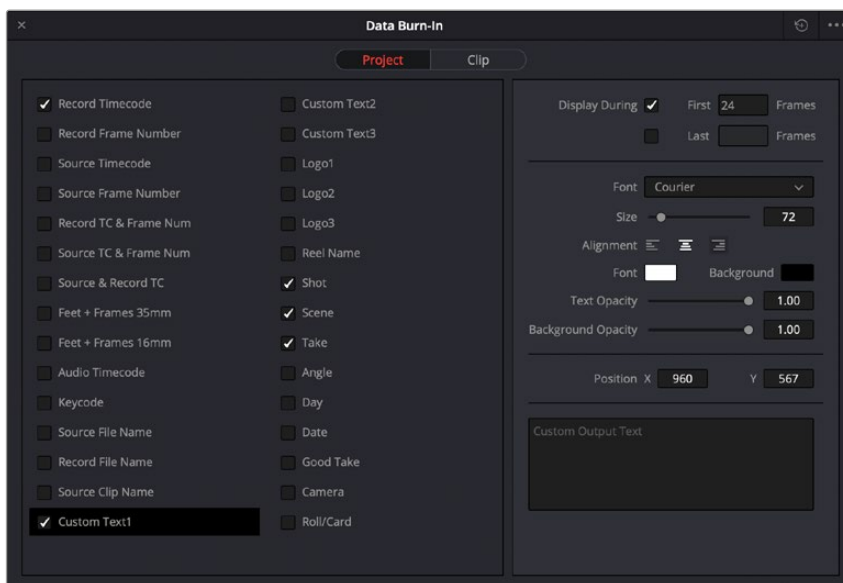 Data Burn-In
Project Clip
Record Timecode
Record Frame Number
Source Timecode
Source Frame Number
Record TC & Frame Num
Source TC & Frame Num
Source & Record TC
Feet + Frames 35mm
Feet + Frames 16mm
Audio Timecode
Keycode
Source File Name
Record File Name
Source Clip Name
Custom Text1
Custom Text2
Custom Text3
Logo1
Logo2
Logo3
Reel Name
Shot
Scene
Take
Angle
Day
Date
Good Take
Camera
Roll/Card
Display During First 24 Frames
Last Frames
Font Courier
Size 72
Alignment
Font Background
Text Opacity 1.00
Background Opacity 1.00
Position X 960 Y 567
Custom Output Text